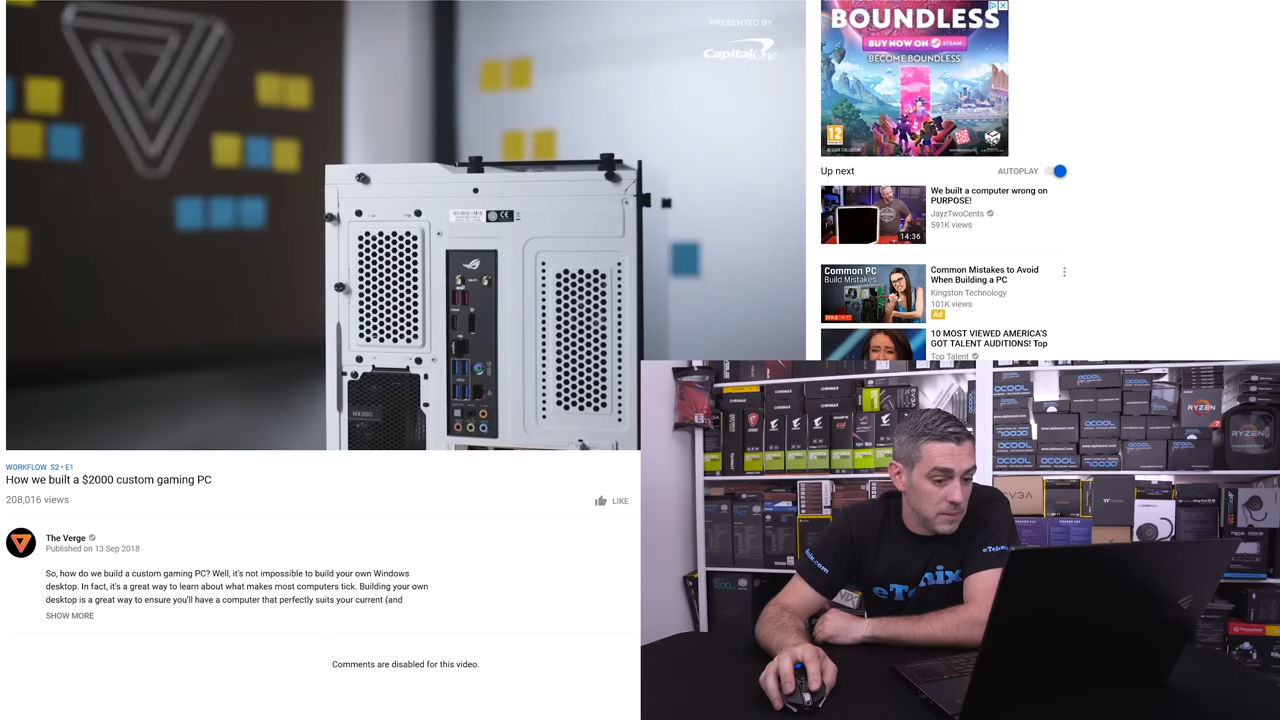 PRESENTED BY
Capital One
HX850
WORKFLOW S2 • E1
How we built a $2000 custom gaming PC
208,016 views
LIKE
The Verge
Published on 13 Sep 2018
So, how do we build a custom gaming PC? Well, it's not impossible to build your own Windows
desktop. In fact, it's a great way to learn about what makes most computers tick. Building your own
desktop is a great way to ensure you'll have a computer that perfectly suits your current (and
SHOW MORE
Comments are disabled for this video.
BOUNDLESS
BUY NOW ON STEAM
BECOME BOUNDLESS
12
Up next
AUTOPLAY
14:36
We built a computer wrong on
PURPOSE!
JayzTwoCents
591K views
Common PC
Build Mistakes
Common Mistakes to Avoid
When Building a PC
Kingston Technology
101K views
Ad
10 MOST VIEWED AMERICA'S
GOT TALENT AUDITIONS! Top
Top Talent
RYZEN
RYZEN
EVGA
eTeknix